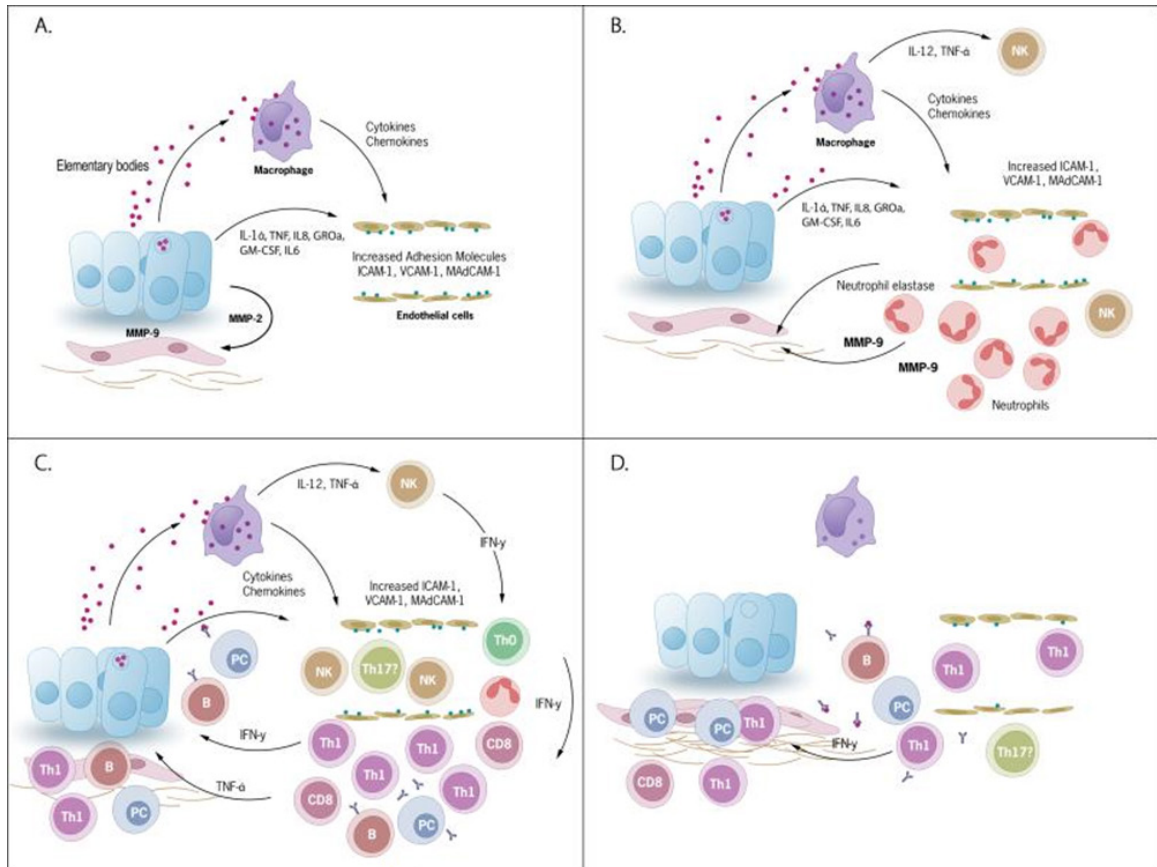 A.
Elementary bodies
Macrophage
Cytokines
Chemokines
IL-1ά, TNF, IL8, GROa,
GM-CSF, IL6
Increased Adhesion Molecules
ICAM-1, VCAM-1, MAdCAM-1
Endothelial cells
MMP-2
MMP-9
B.
IL-12, TNF-ά
NK
Macrophage
Cytokines
Chemokines
Increased ICAM-1,
VCAM-1, MAdCAM-1
IL-1ά, TNF, IL8, GROa,
GM-CSF, IL6
Neutrophil elastase
NK
MMP-9
MMP-9
Neutrophils
C.
IL-12, TNF-ά
NK
IFN-y
Cytokines
Chemokines
Increased ICAM-1,
VCAM-1, MAdCAM-1
PC
B
NK
Th17?
NK
Th0
IFN-y
IFN-y
Th1
Th1
CD8
Th1
Th1
Th1
B
Th1
PC
TNF-ά
CD8
B
PC
D.
B
Th1
Th1
PC
PC
PC
Th1
IFN-y
Th1
Th17?
CD8
Th1